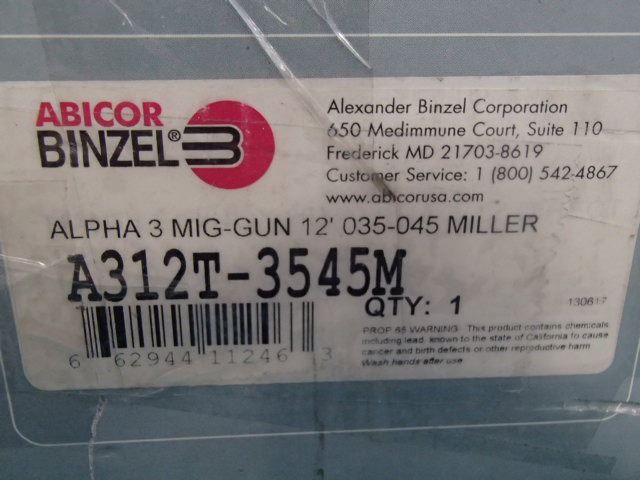 ABICOR
BINZEL®
Alexander Binzel Corporation
650 Medimmune Court, Suite 110
Frederick MD 21703-8619
Customer Service: 1 (800) 542-4867
www.abicorusa.com
ALPHA 3 MIG-GUN 12' 035-045 MILLER
A312T-3545M
QTY: 1
130617
6 62944 11246 3
PROP 65 WARNING: This product contains chemicals
including lead, known to the state of California to cause
cancer and birth defects or other reproductive harm
Wash hands after use.